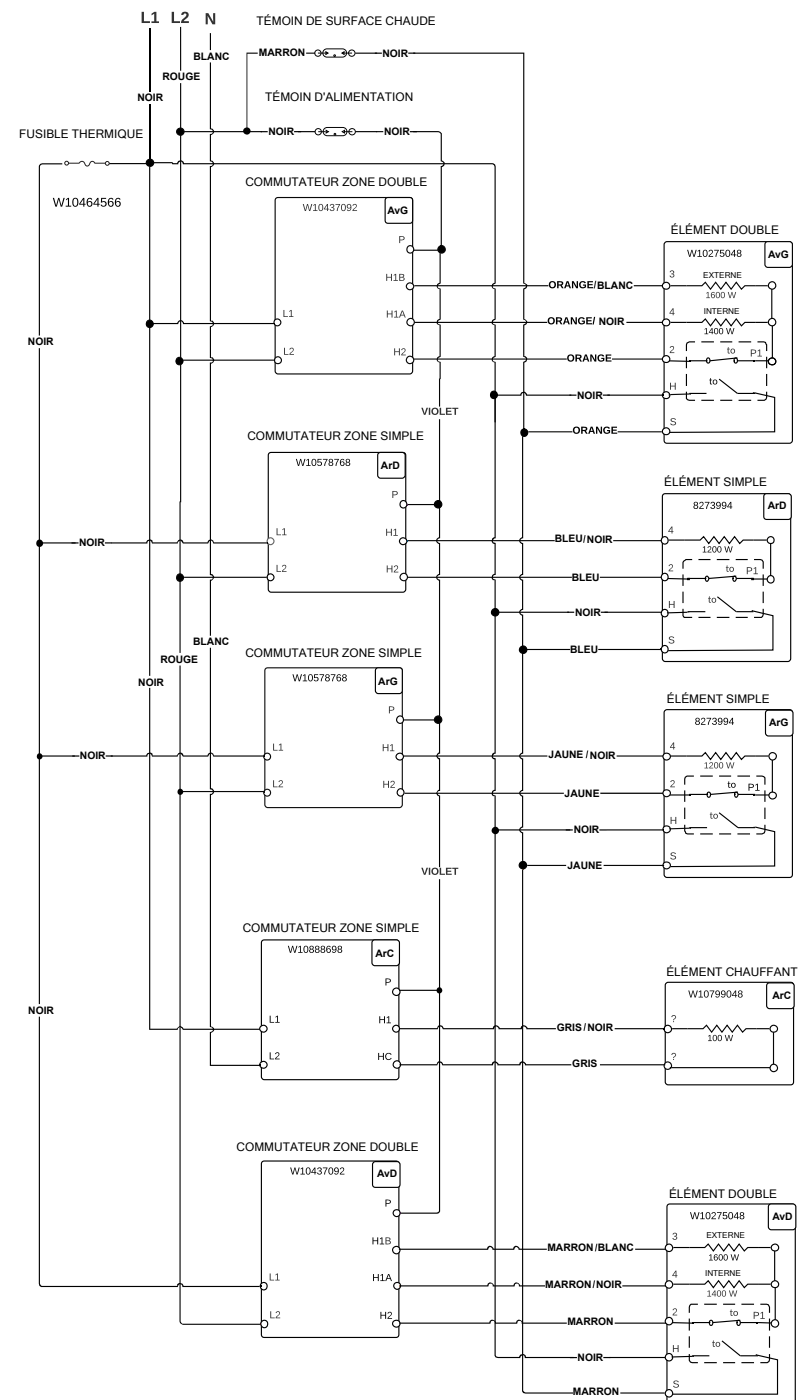 L1 L2 N
TÉMOIN DE SURFACE CHAUDE
BLANC
MARRON
NOIR
ROUGE
NOIR
TÉMOIN D'ALIMENTATION
FUSIBLE THERMIQUE
NOIR
NOIR
W10464566
COMMUTATEUR ZONE DOUBLE
W10437092
AvG
P
H1B
L1
H1A
L2
H2
ORANGE/BLANC
ORANGE/ NOIR
ORANGE
NOIR
ORANGE
ÉLÉMENT DOUBLE
W10275048
AvG
3
EXTERNE
1600 W
4
INTERNE
1400 W
2
to
P1
H
to
S
NOIR
VIOLET
COMMUTATEUR ZONE SIMPLE
W10578768
ArD
P
L1
H1
L2
H2
NOIR
BLEU/NOIR
BLEU
NOIR
BLEU
ÉLÉMENT SIMPLE
8273994
ArD
4
1200 W
2
to
P1
H
to
S
BLANC
ROUGE
NOIR
COMMUTATEUR ZONE SIMPLE
W10578768
ArG
P
L1
H1
L2
H2
NOIR
JAUNE/NOIR
JAUNE
NOIR
JAUNE
ÉLÉMENT SIMPLE
8273994
ArG
4
1200 W
2
to
P1
H
to
S
VIOLET
COMMUTATEUR ZONE SIMPLE
W10888698
ArC
P
L1
H1
L2
HC
GRIS/NOIR
GRIS
ÉLÉMENT CHAUFFANT
W10799048
ArC
?
100 W
?
NOIR
COMMUTATEUR ZONE DOUBLE
W10437092
AvD
P
H1B
L1
H1A
L2
H2
MARRON/BLANC
MARRON/NOIR
MARRON
NOIR
MARRON
ÉLÉMENT DOUBLE
W10275048
AvD
3
EXTERNE
1600 W
4
INTERNE
1400 W
2
to
P1
H
to
S